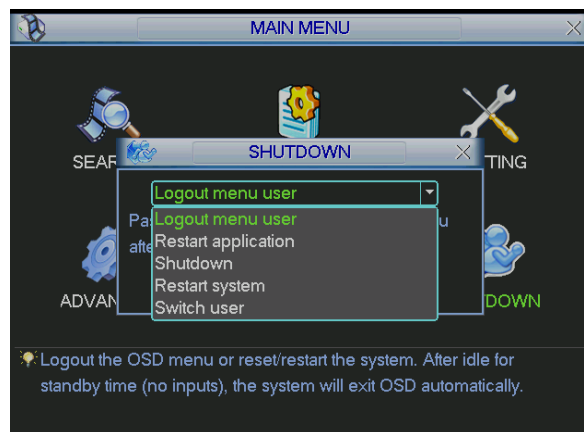 MAIN MENU
SHUTDOWN
SEAR
TING
Logout menu user
Pa
u
Logout menu user
afte
Restart application
Shutdown
Restart system
Switch user
ADVAN
DOWN
Logout the OSD menu or reset/restart the system. After idle for
standby time (no inputs), the system will exit OSD automatically.